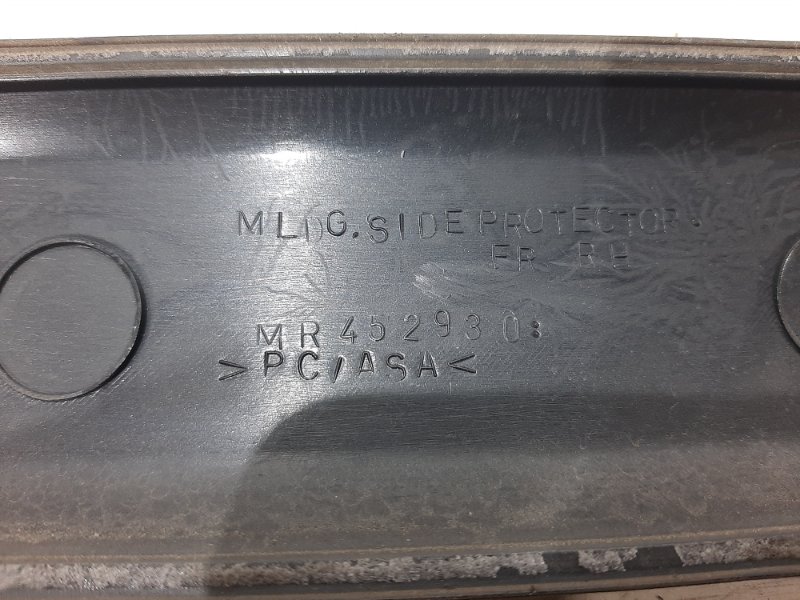 MLDG.SIDE PROTECTOR.
FR RH
MR452930:
>PC/ASA<